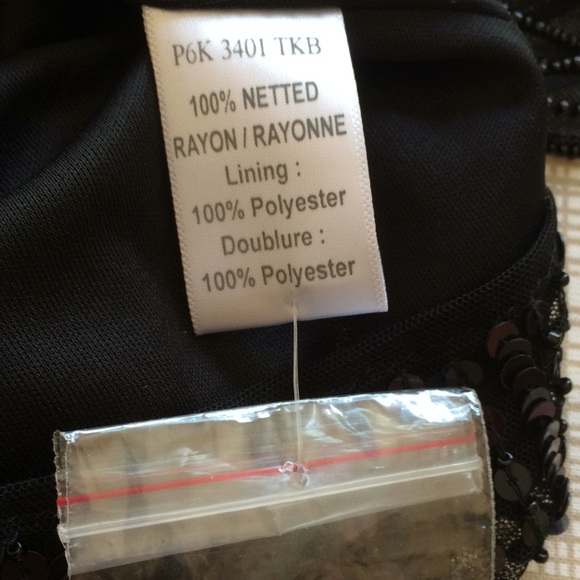 P6K 3401 TKB
100% NETTED
RAYON / RAYONNE
Lining :
100% Polyester
Doublure :
100% Polyester